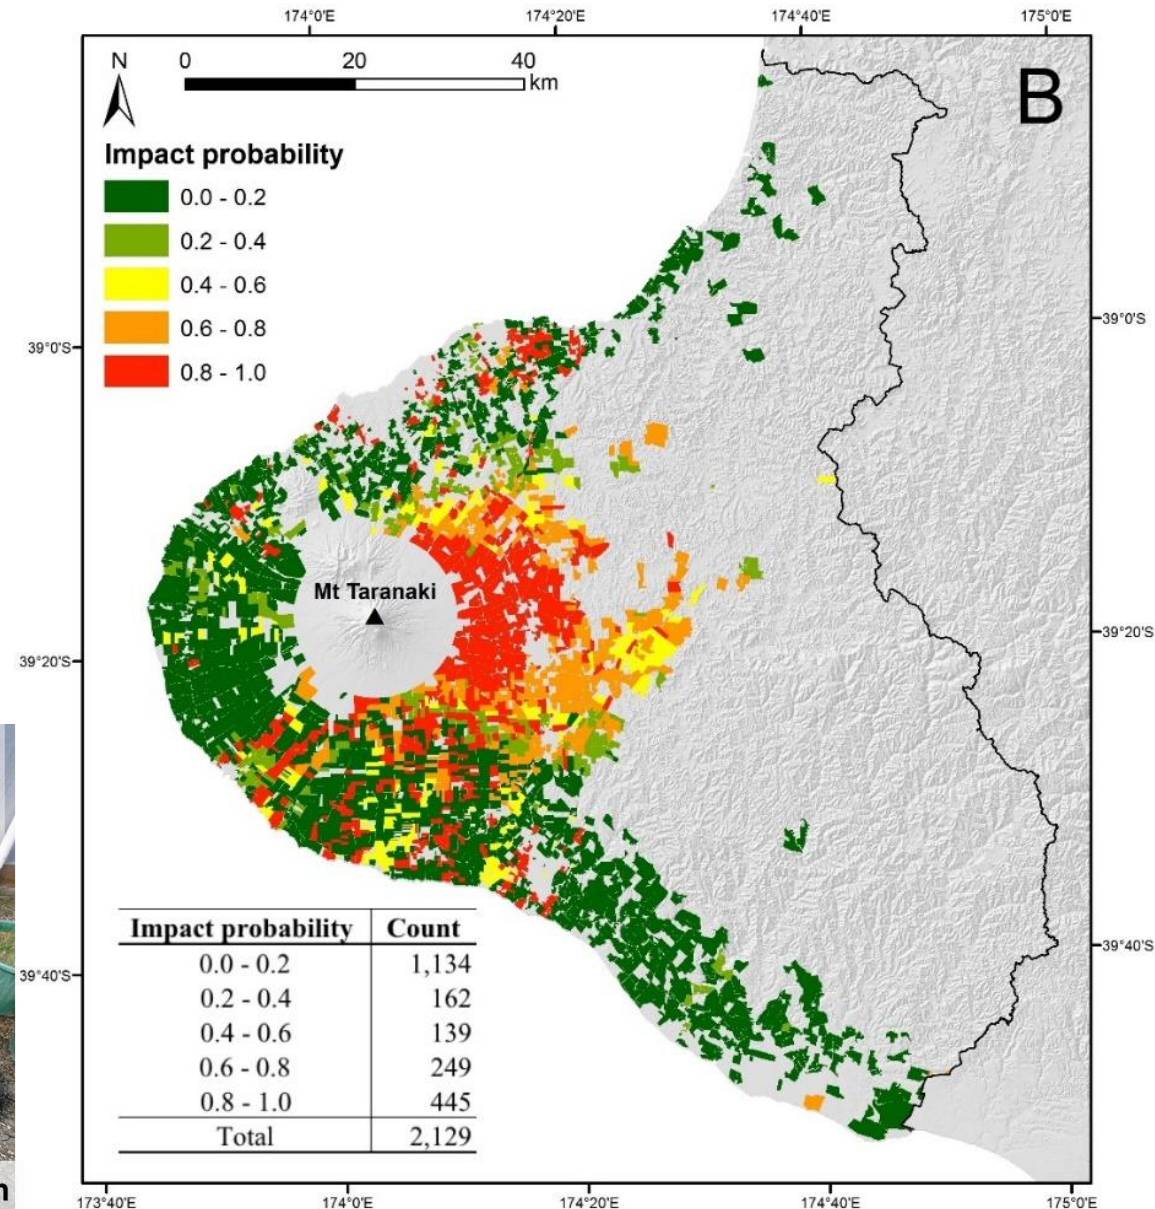 174°0'E 174°20'E 174°40'E 175°0'E
N 0 20 40 km
B
Impact probability
0.0 - 0.2
0.2 - 0.4
0.4 - 0.6
0.6 - 0.8
0.8 - 1.0
39°0'S 39°0'S
Mt Taranaki
39°20'S 39°20'S
Impact probability Count
0.0 - 0.2 1,134
0.2 - 0.4 162
0.4 - 0.6 139
0.6 - 0.8 249
0.8 - 1.0 445
Total 2,129
39°40'S 39°40'S
173°40'E 174°0'E 174°20'E 174°40'E 175°0'E